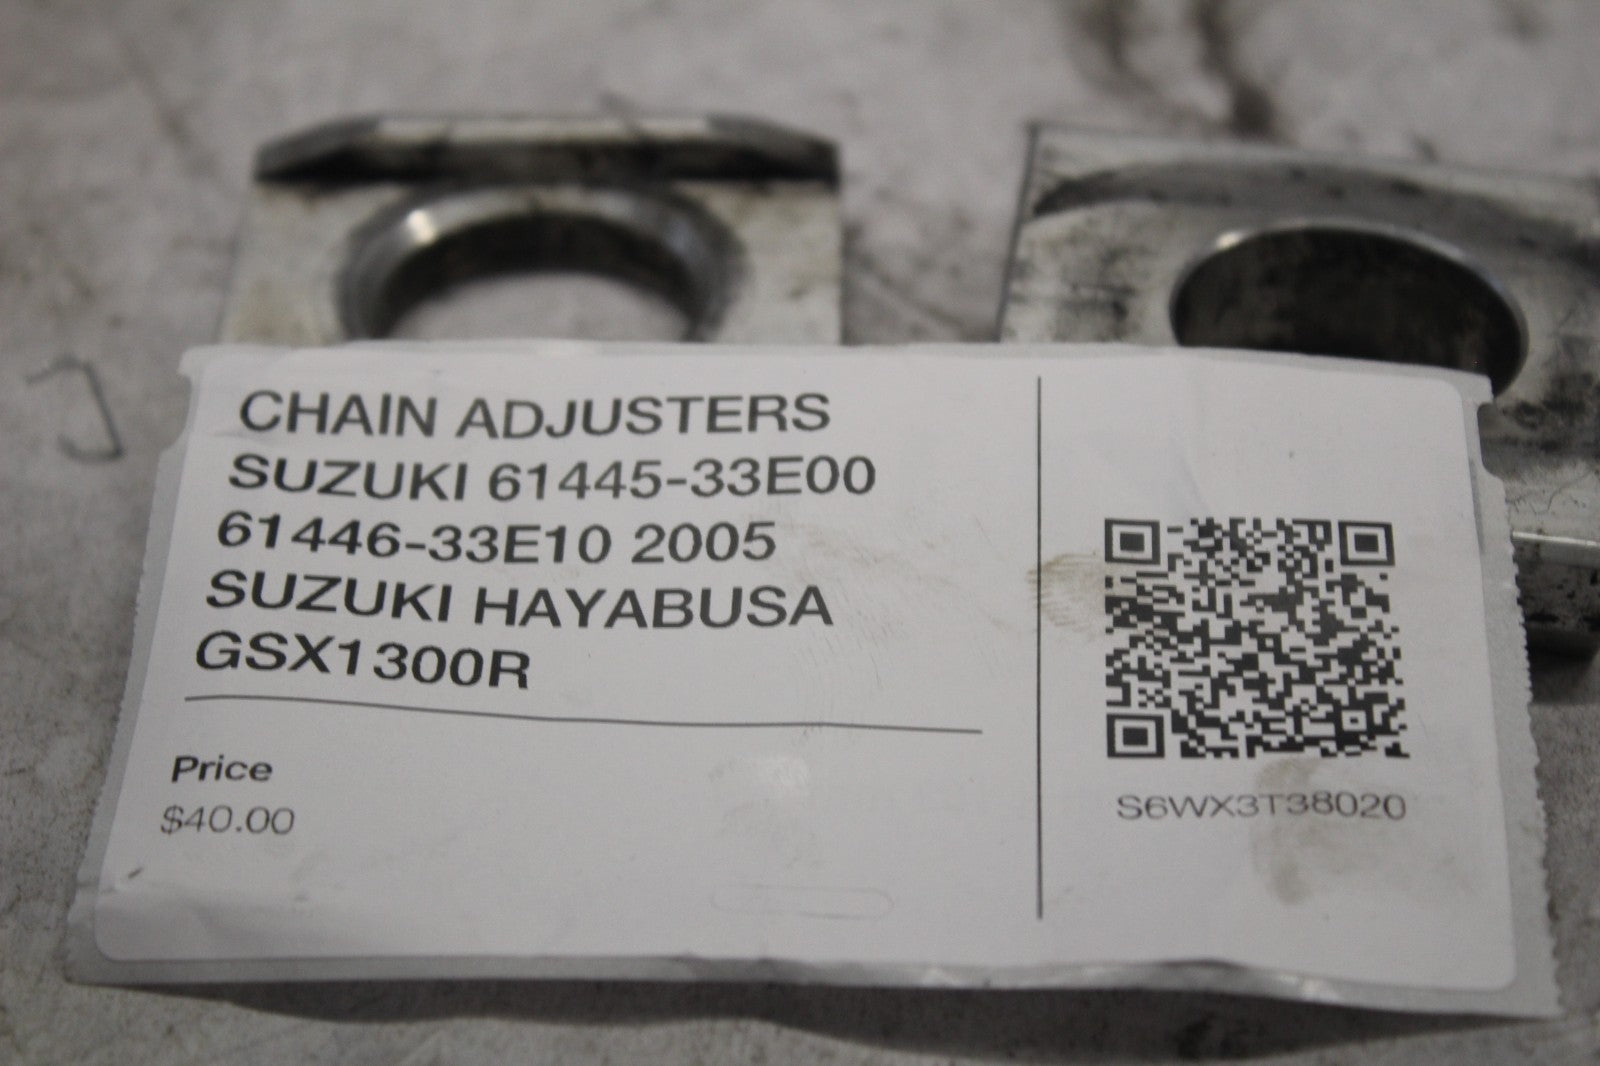 CHAIN ADJUSTERS
SUZUKI 61445-33E00
61446-33E10 2005
SUZUKI HAYABUSA
GSX1300R
Price
$40.00
S6WX3T38020